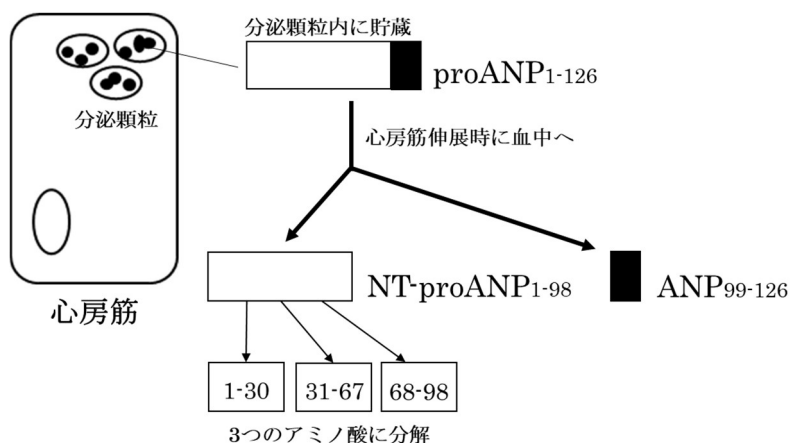 分泌顆粒内に貯蔵
proANP1-126
分泌顆粒
心房筋伸展時に血中へ
NT-proANP1-98
ANP99-126
心房筋
1-30
31-67
68-98
3つのアミノ酸に分解